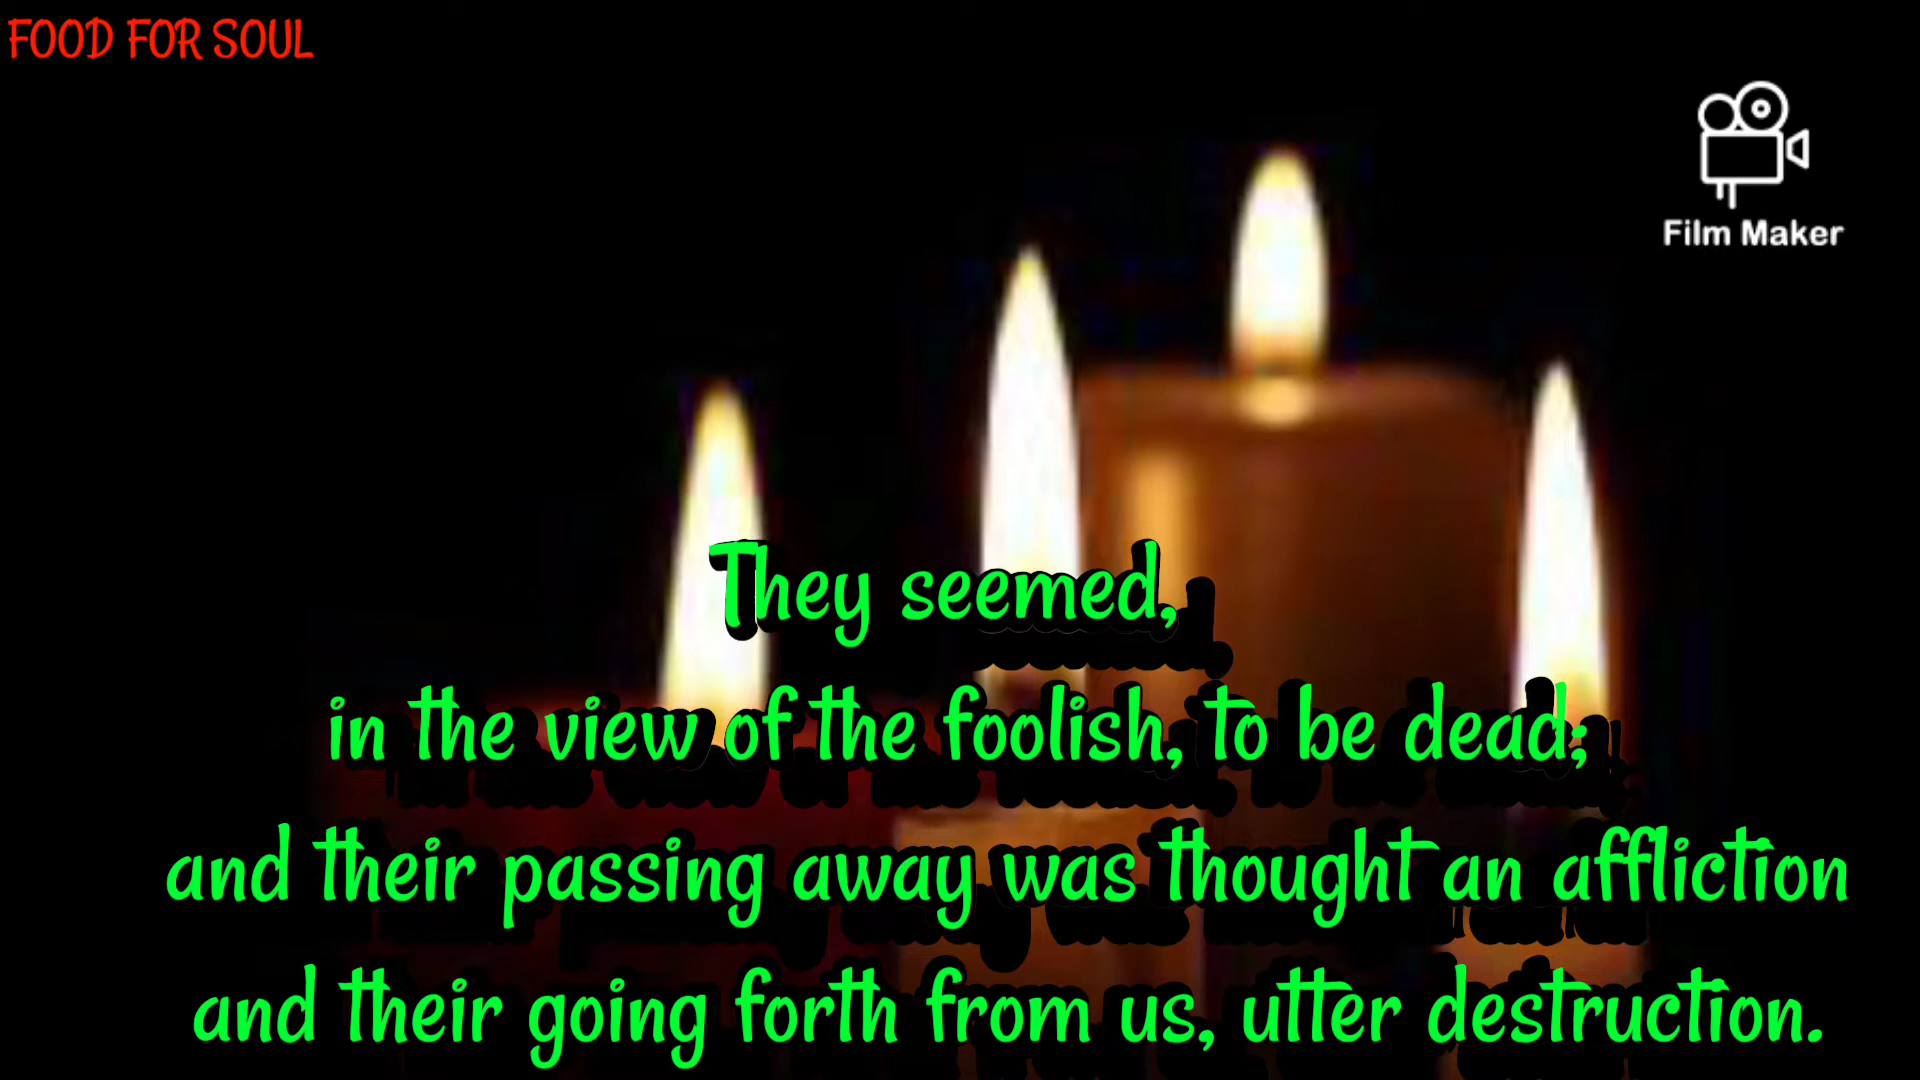 FOOD FOR SOUL
Film Maker
They seemed,
in the view of the foolish, to be dead;
and their passing away was thought an affliction
and their going forth from us, utter destruction.